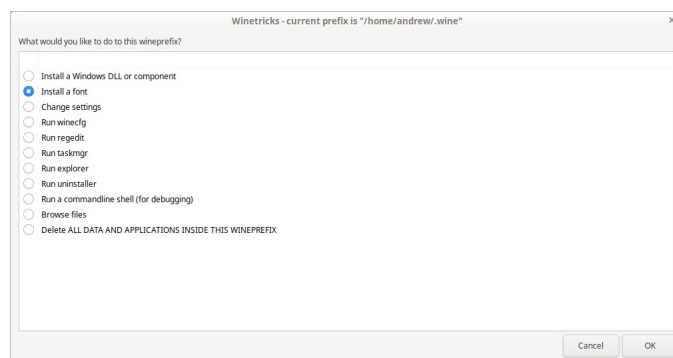 Winetricks - current prefix is "/home/andrew/.wine"
What would you like to do to this wineprefix?
Install a Windows DLL or component
Install a font
Change settings
Run winecfg
Run regedit
Run taskmgr
Run explorer
Run uninstaller
Run a commandline shell (for debugging)
Browse files
Delete ALL DATA AND APPLICATIONS INSIDE THIS WINEPREFIX
Cancel OK